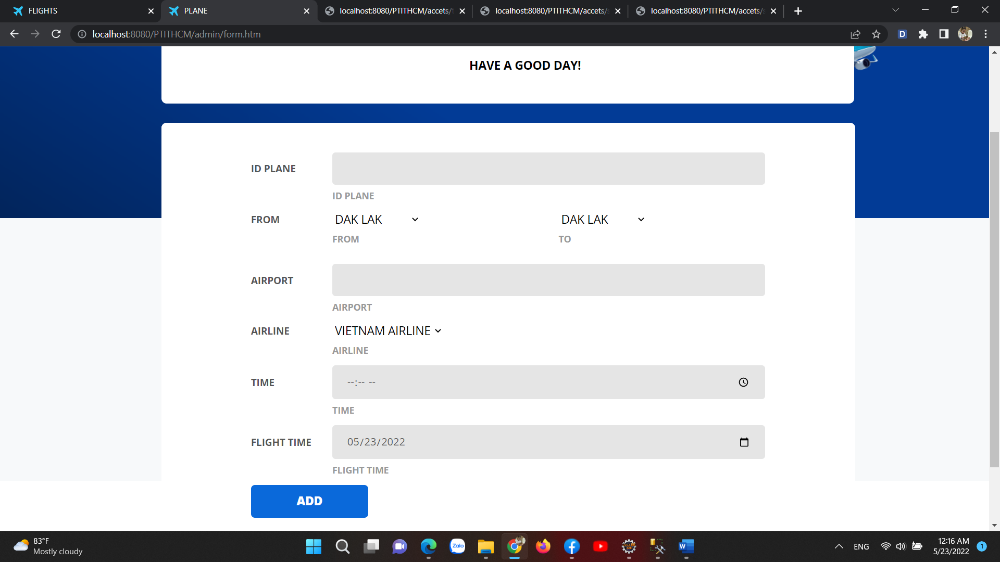 FLIGHTS
PLANE
localhost:8080/PTITHCM/accets/
localhost:8080/PTITHCM/accets/
localhost:8080/PTITHCM/accets/
localhost:8080/PTITHCM/admin/form.htm
D
HAVE A GOOD DAY!
ID PLANE
ID PLANE
FROM
DAK LAK
DAK LAK
FROM
TO
AIRPORT
AIRPORT
AIRLINE
VIETNAM AIRLINE
AIRLINE
TIME
--:-- --
TIME
FLIGHT TIME
05/23/2022
FLIGHT TIME
ADD
83°F
Mostly cloudy
Zalo
W
ENG
12:16 AM
5/23/2022
1